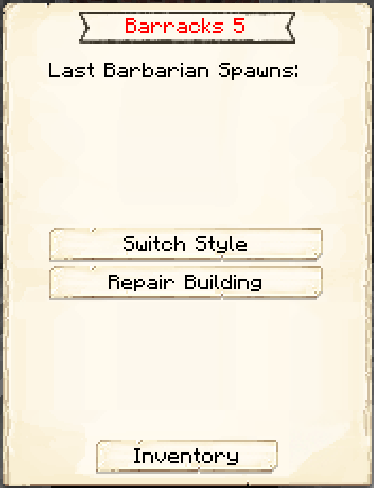 Barracks 5
Last Barbarian Spawns:
Switch Style
Repair Building
Inventory